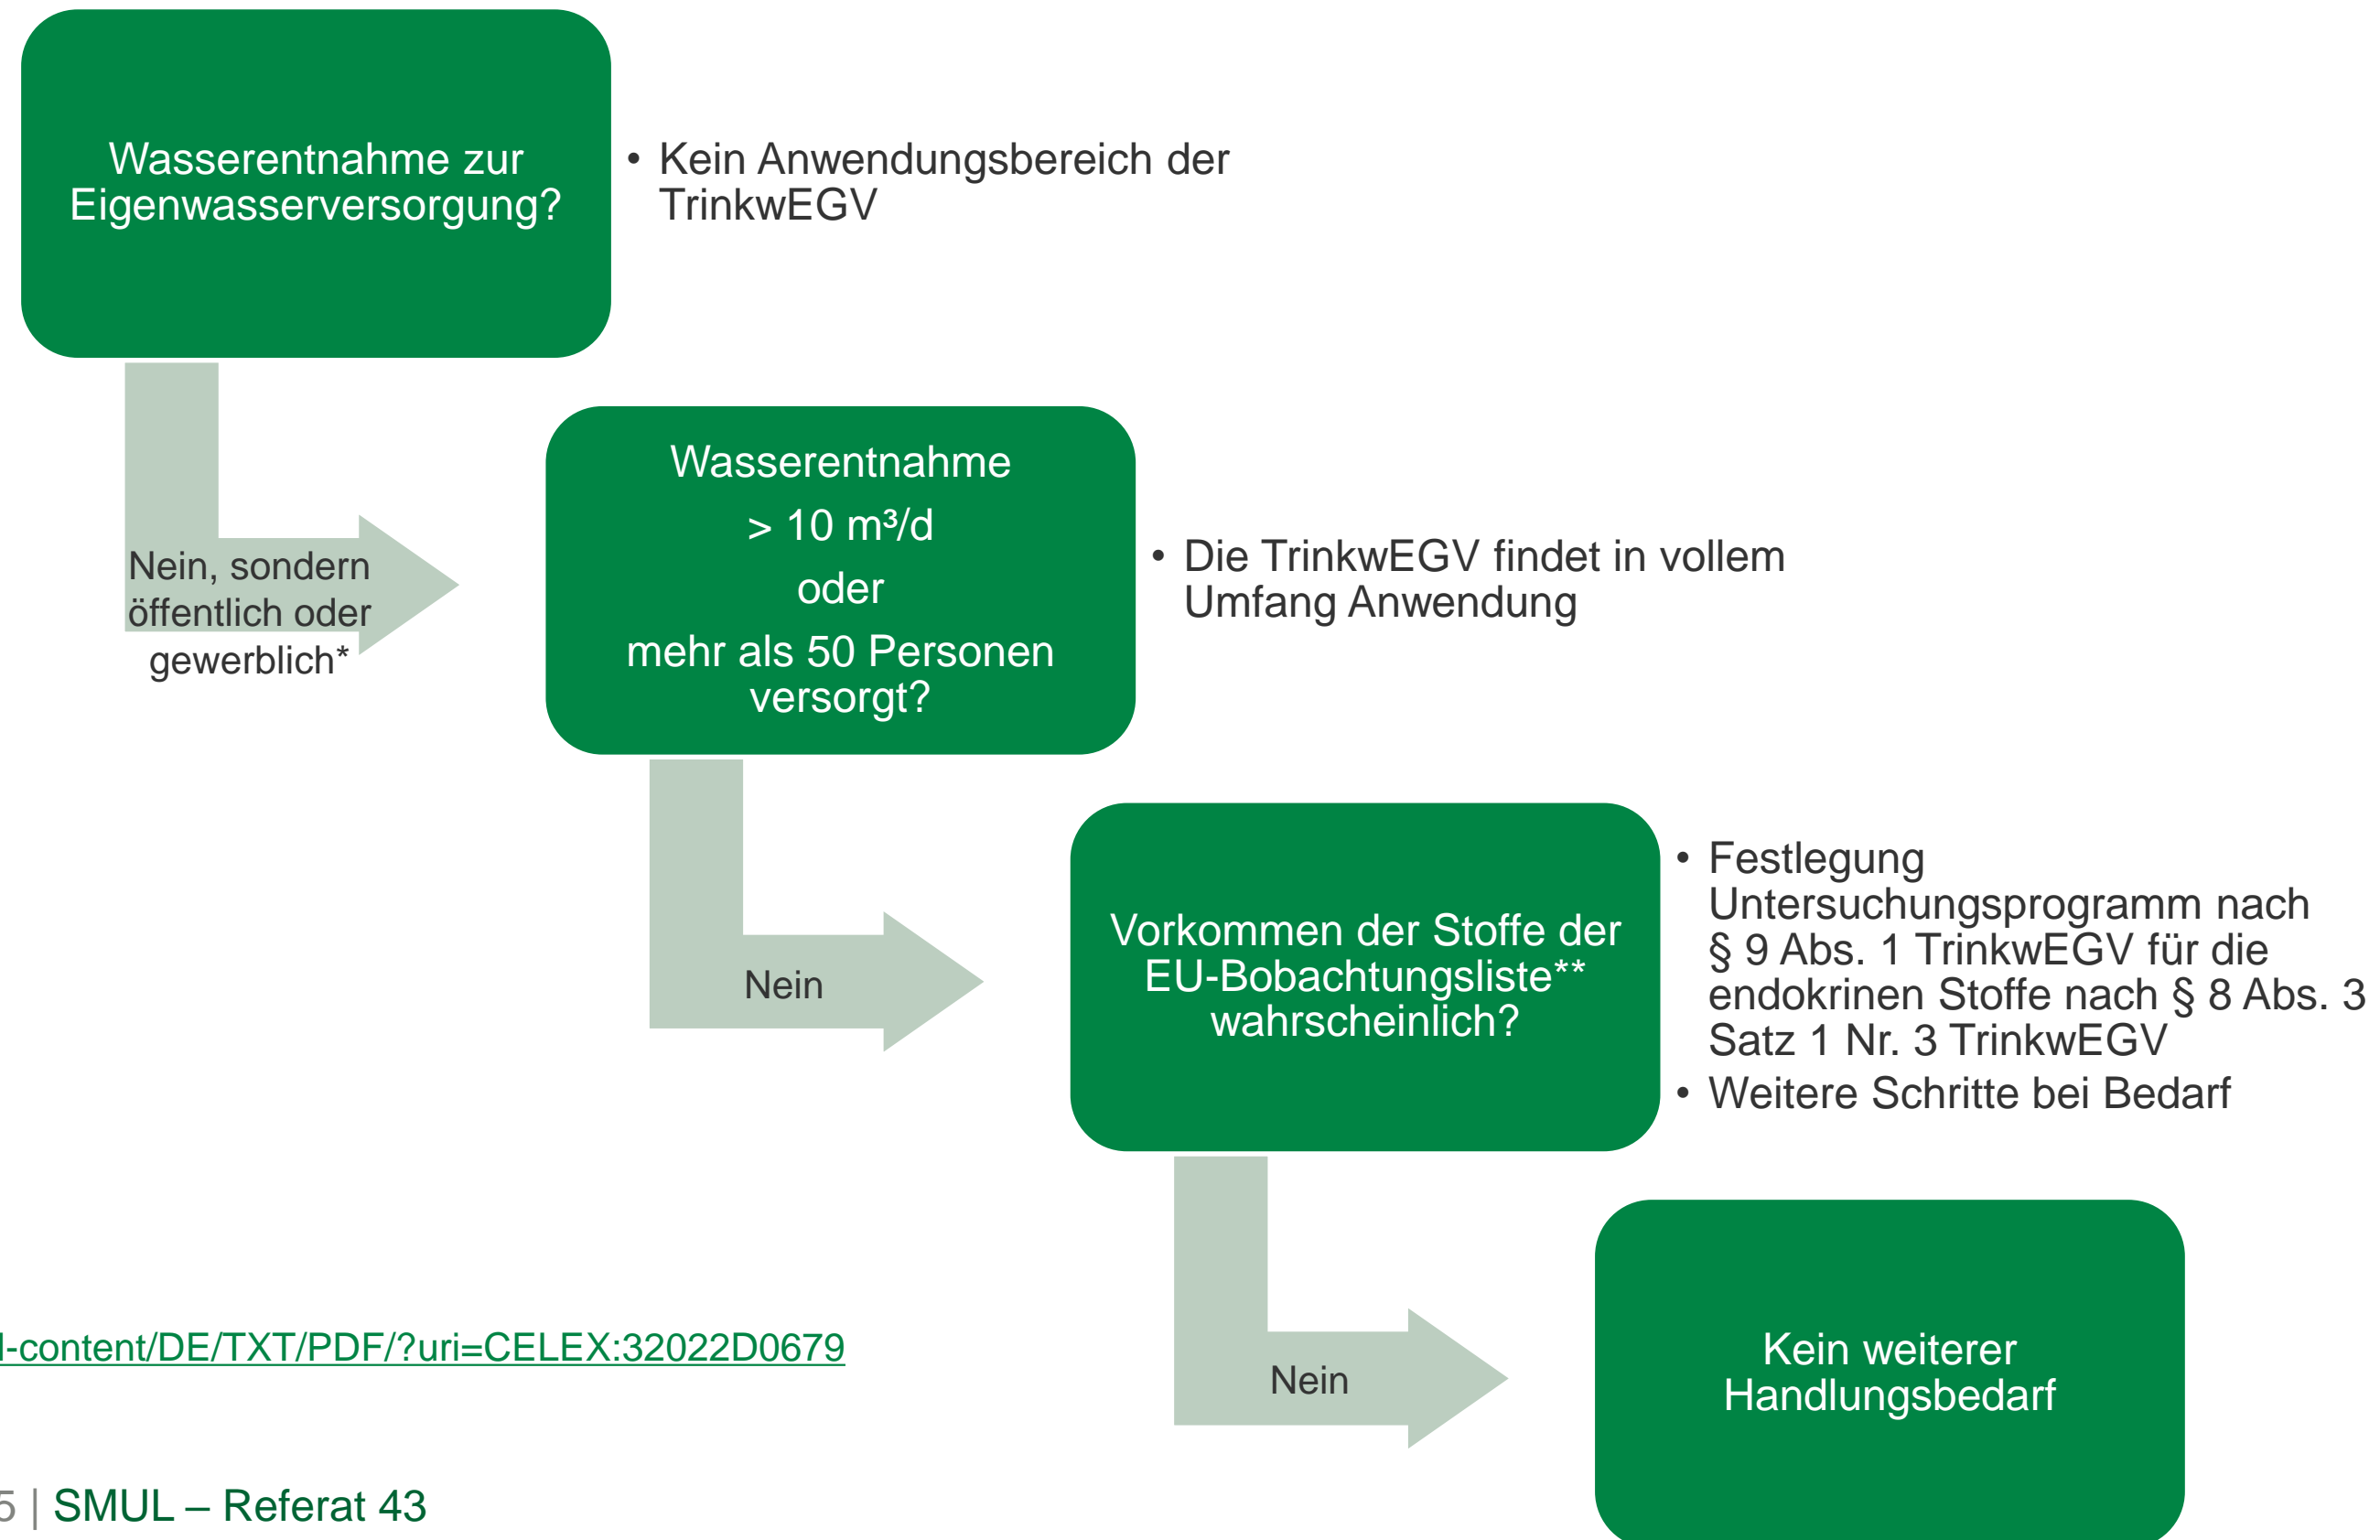 Wasserentnahme zur
Eigenwasserversorgung?
• Kein Anwendungsbereich der
TrinkwEGV
Nein, sondern
öffentlich oder
gewerblich*
Wasserentnahme
> 10 m³/d
oder
mehr als 50 Personen
versorgt?
• Die TrinkwEGV findet in vollem
Umfang Anwendung
Nein
Vorkommen der Stoffe der
EU-Bobachtungsliste**
wahrscheinlich?
• Festlegung
Untersuchungsprogramm nach
§ 9 Abs. 1 TrinkwEGV für die
endokrinen Stoffe nach § 8 Abs. 3
Satz 1 Nr. 3 TrinkwEGV
• Weitere Schritte bei Bedarf
Nein
Kein weiterer
Handlungsbedarf
l-content/DE/TXT/PDF/?uri=CELEX:32022D0679
5 | SMUL – Referat 43